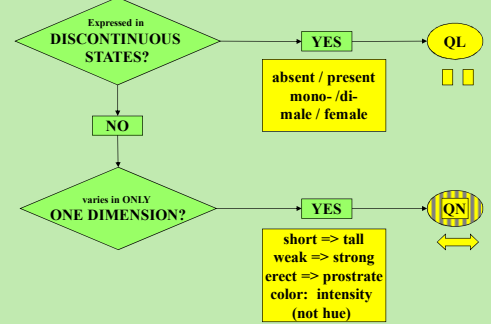 Expressed in
DISCONTINUOUS
STATES?
YES
QL
absent / present
mono- /di-
male / female
NO
varies in ONLY
ONE DIMENSION?
YES
QN
short => tall
weak => strong
erect => prostrate
color: intensity
(not hue)